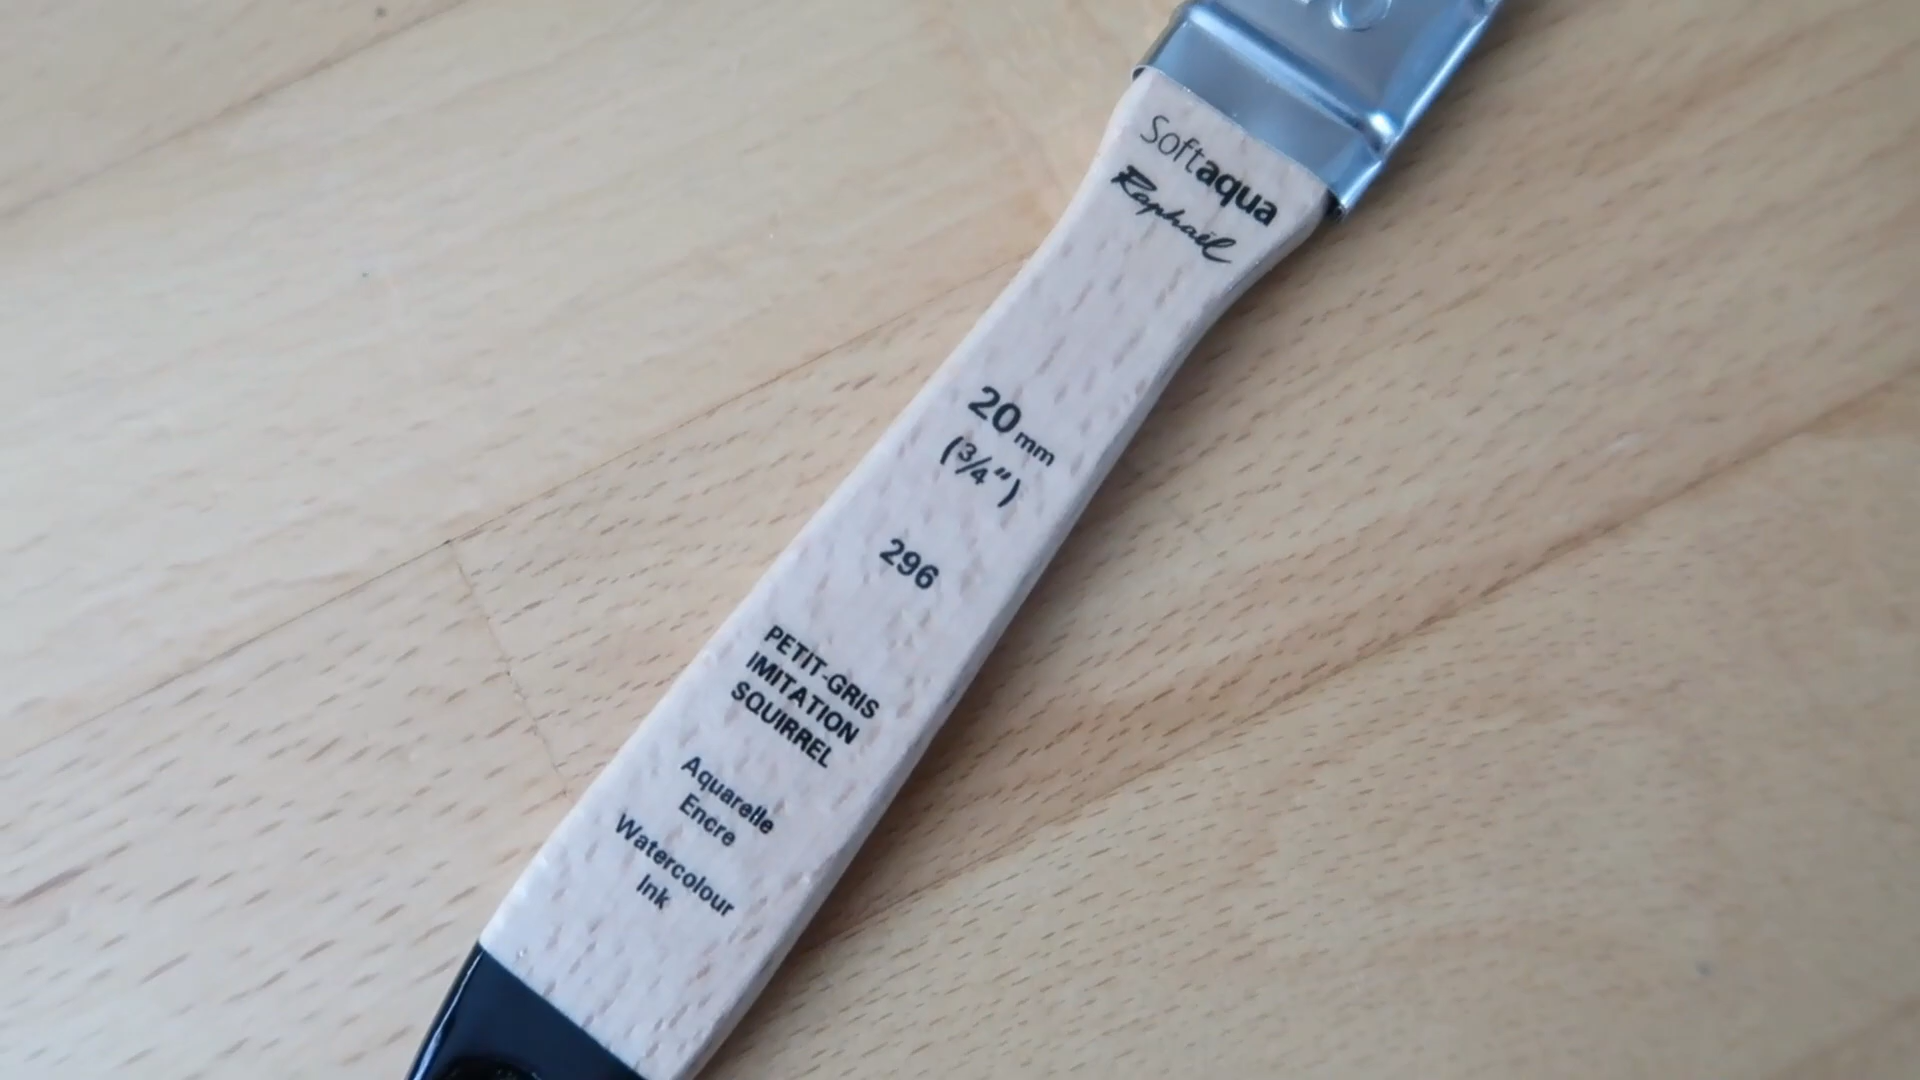 Softaqua
Raphaël
20 mm
(3/4")
296
PETIT-GRIS
IMITATION
SQUIRREL
Aquarelle
Encre
Watercolour
Ink